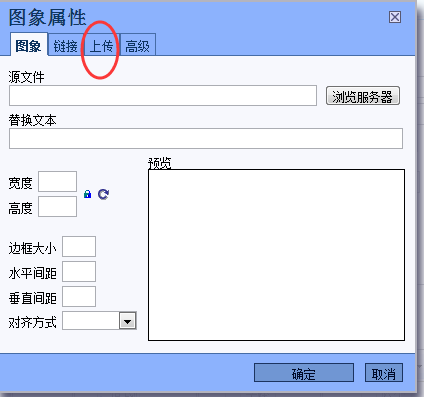 图象属性
图象 链接 上传 高级
源文件
浏览服务器
替换文本
预览
宽度
高度
边框大小
水平间距
垂直间距
对齐方式
确定 取消